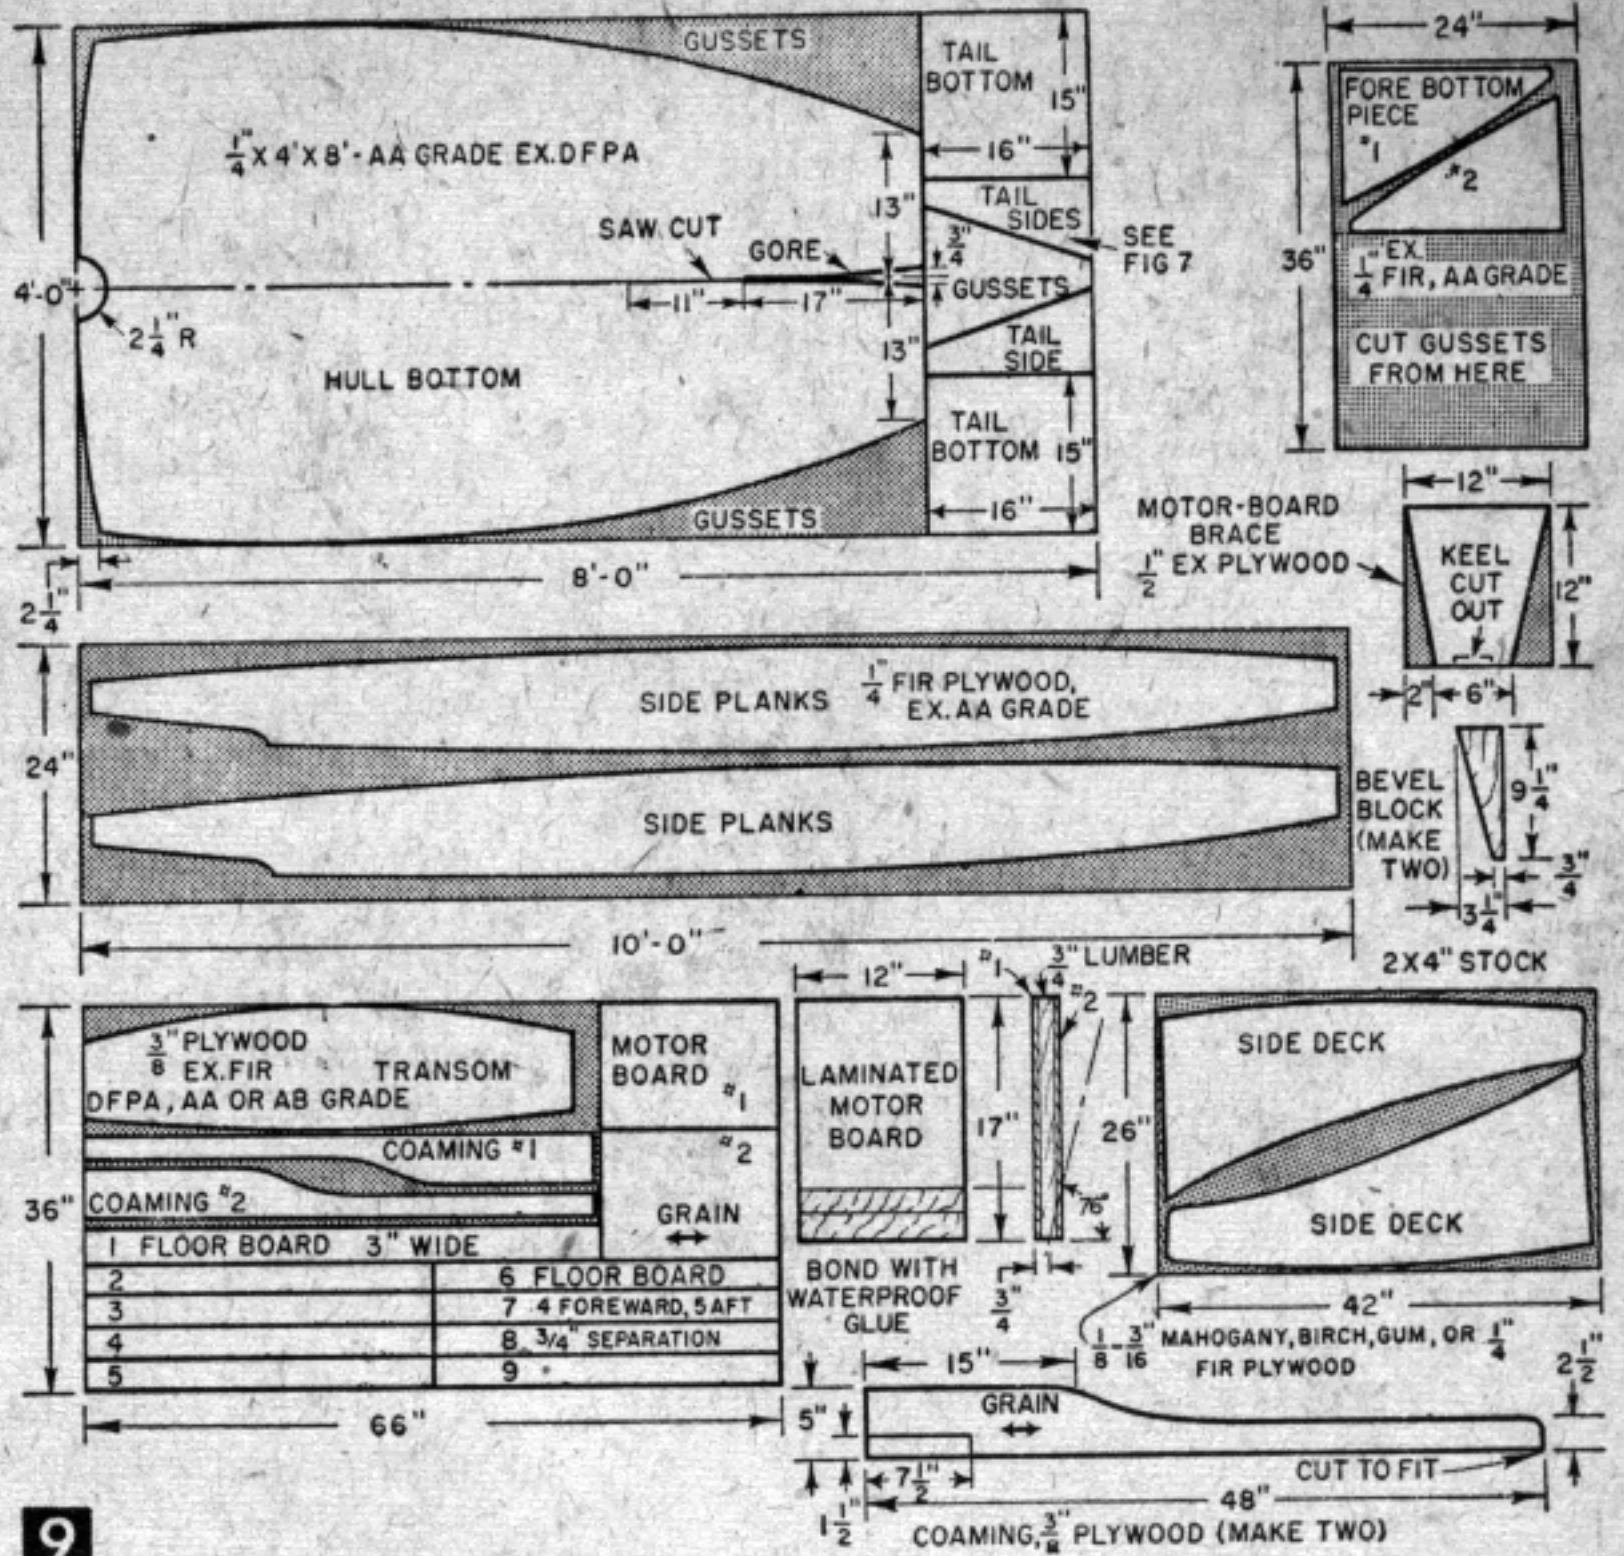 GUSSETS
TAIL
BOTTOM
15"
16"
1/4" X 4' X 8' - AA GRADE EX. DFPA
13"
TAIL
SIDES
SEE
FIG 7
SAW CUT
GORE
3/4"
GUSSETS
4'-0"
11"
17"
2 1/4" R
13"
TAIL
SIDE
HULL BOTTOM
TAIL
BOTTOM
15"
GUSSETS
16"
8'-0"
2 1/4"
24"
FORE BOTTOM
PIECE
#1
#2
36"
1/4" EX.
FIR, AA GRADE
CUT GUSSETS
FROM HERE
MOTOR-BOARD
BRACE
1/2" EX PLYWOOD
12"
KEEL
CUT
OUT
12"
2"
6"
SIDE PLANKS
1/4" FIR PLYWOOD,
EX. AA GRADE
24"
SIDE PLANKS
10'-0"
BEVEL
BLOCK
(MAKE
TWO)
9 1/4"
3/4"
3 1/4"
2X4" STOCK
3/8" PLYWOOD
EX. FIR
TRANSOM
DFPA, AA OR AB GRADE
MOTOR
BOARD
#1
COAMING #1
#2
36"
COAMING #2
GRAIN
1 FLOOR BOARD 3" WIDE
2
6 FLOOR BOARD
3
7 4 FOREWARD, 5 AFT
4
8 3/4" SEPARATION
5
9
66"
12"
#1
3/4" LUMBER
#2
LAMINATED
MOTOR
BOARD
17"
76°
BOND WITH
WATERPROOF
GLUE
3/4"
SIDE DECK
26"
SIDE DECK
42"
1/8 - 3/16" MAHOGANY, BIRCH, GUM, OR 1/4"
FIR PLYWOOD
15"
2 1/2"
5"
GRAIN
7 1/2"
CUT TO FIT
1 1/2"
48"
COAMING, 3/8" PLYWOOD (MAKE TWO)
9